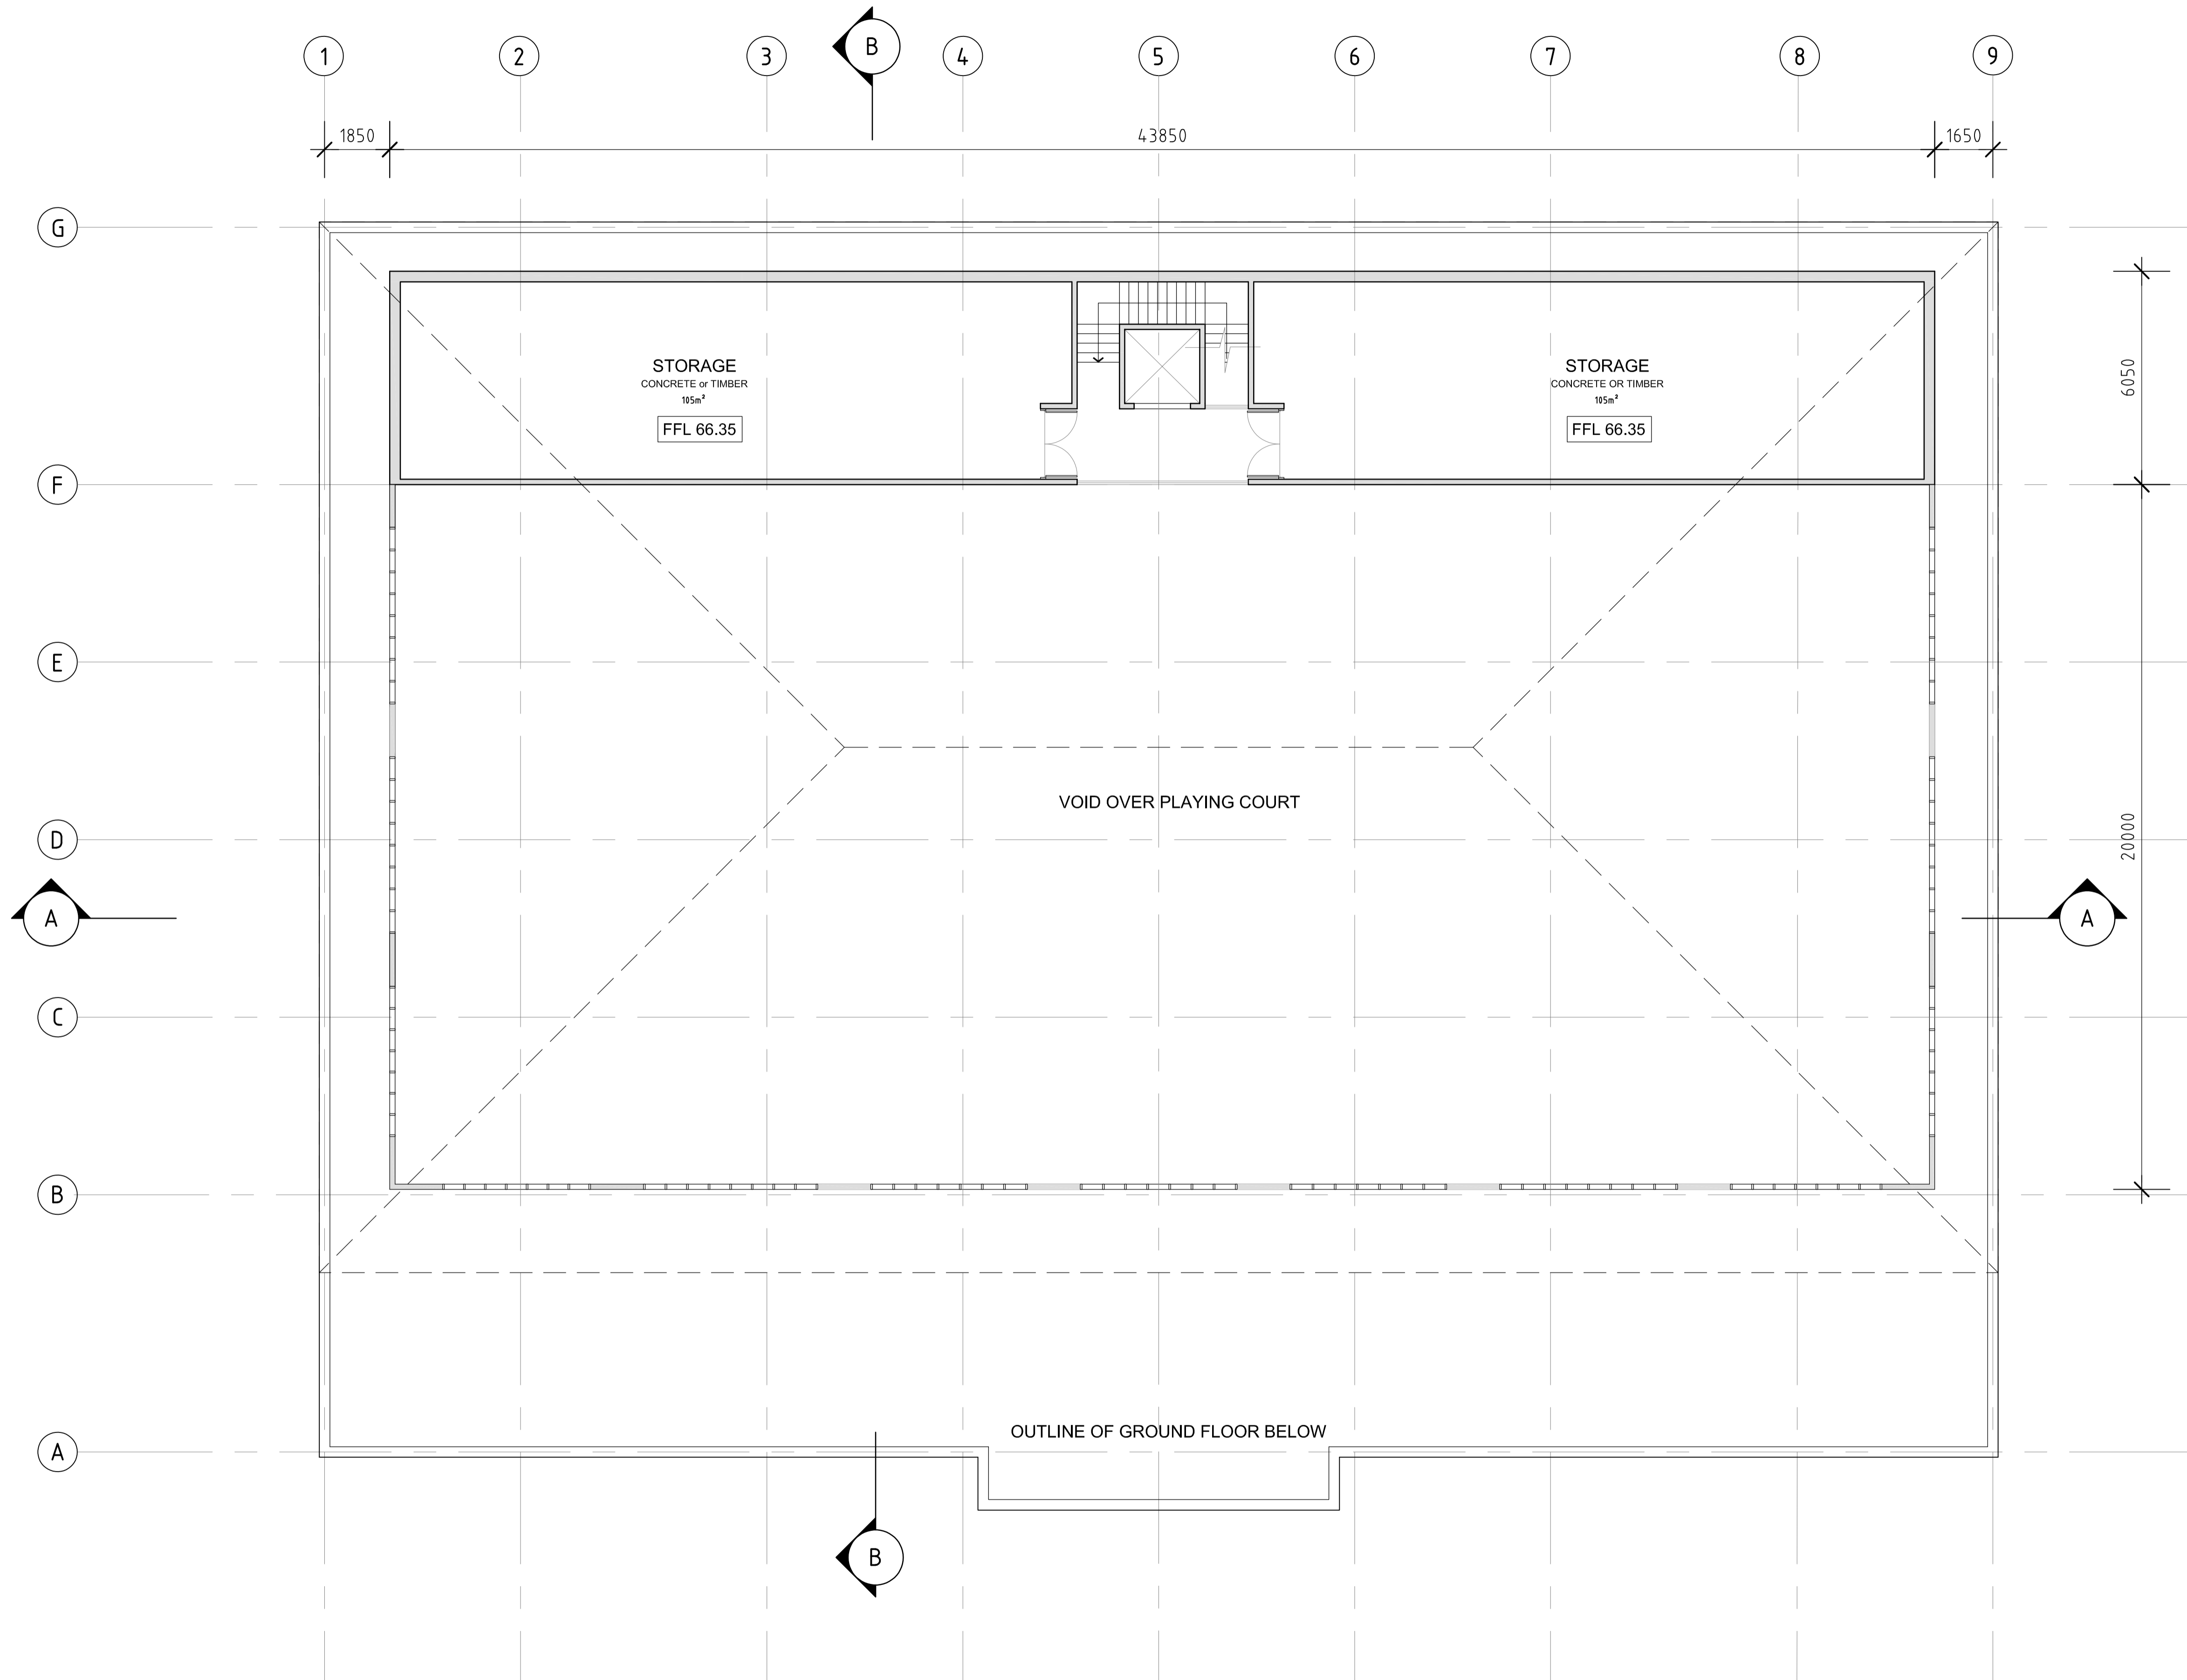 B
1 2 3 4 5 6 7 8 9
1850 43850 1650
G
STORAGE
CONCRETE or TIMBER
105m²
FFL 66.35
STORAGE
CONCRETE OR TIMBER
105m²
FFL 66.35
6050
F
E
VOID OVER PLAYING COURT
D
20000
A
A
C
B
OUTLINE OF GROUND FLOOR BELOW
A
B